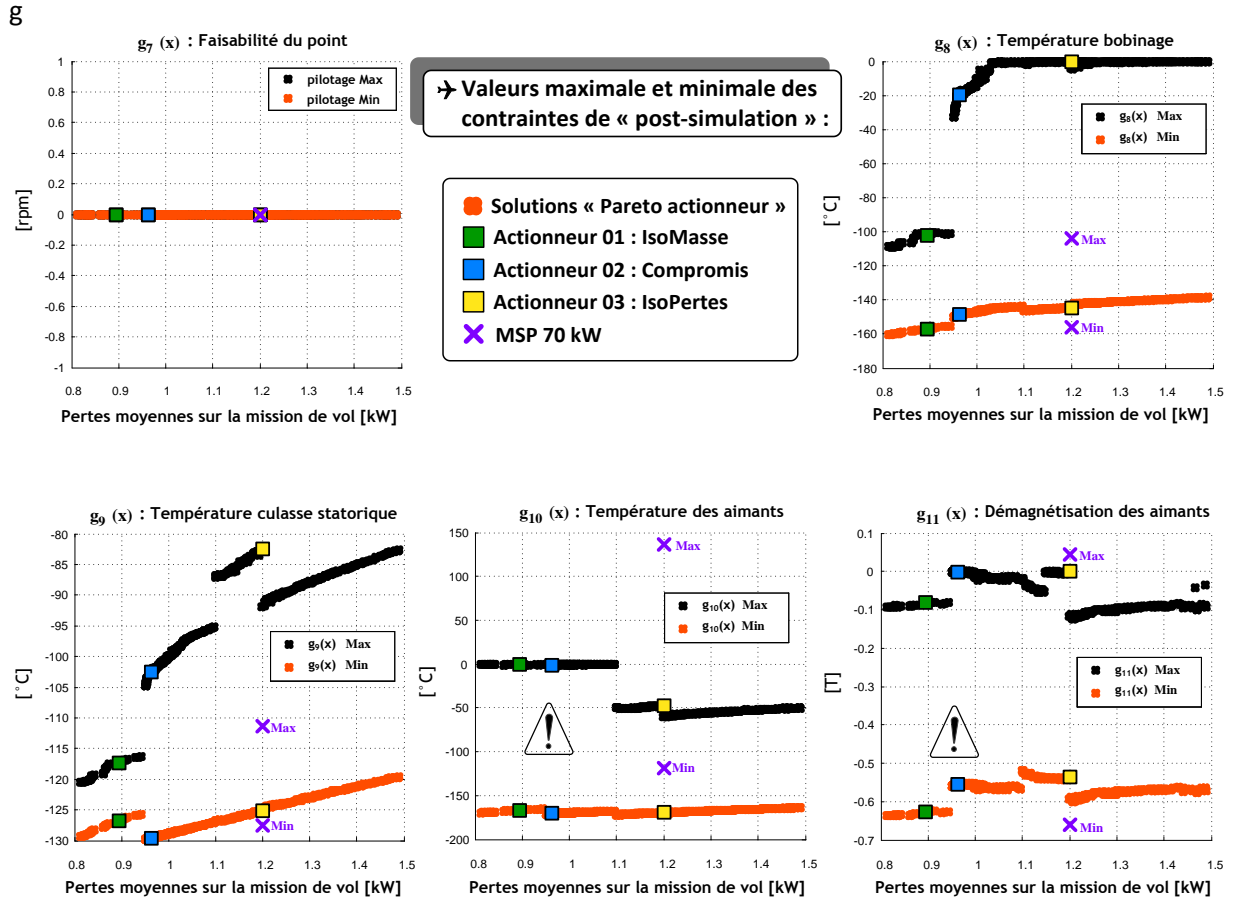 g
g7 (x) : Faisabilité du point
pilotage Max
pilotage Min
1
0.8
0.6
0.4
0.2
0
-0.2
-0.4
-0.6
-0.8
-1
[rpm]
0.8 0.9 1 1.1 1.2 1.3 1.4 1.5
Pertes moyennes sur la mission de vol [kW]
✈ Valeurs maximale et minimale des
contraintes de « post-simulation » :
Solutions « Pareto actionneur »
Actionneur 01 : IsoMasse
Actionneur 02 : Compromis
Actionneur 03 : IsoPertes
MSP 70 kW
g8 (x) : Température bobinage
g8(x) Max
g8(x) Min
0
-20
-40
-60
-80
-100
-120
-140
-160
-180
[°C]
Max
Min
0.8 0.9 1 1.1 1.2 1.3 1.4 1.5
Pertes moyennes sur la mission de vol [kW]
g9 (x) : Température culasse statorique
-80
-85
-90
-95
-100
-105
-110
-115
-120
-125
-130
[°C]
g9(x) Max
g9(x) Min
Max
Min
0.8 0.9 1 1.1 1.2 1.3 1.4 1.5
Pertes moyennes sur la mission de vol [kW]
g10 (x) : Température des aimants
150
100
50
0
-50
-100
-150
-200
[°C]
Max
g10(x) Max
g10(x) Min
!
Min
0.8 0.9 1 1.1 1.2 1.3 1.4 1.5
Pertes moyennes sur la mission de vol [kW]
g11 (x) : Démagnétisation des aimants
0.1
0
-0.1
-0.2
-0.3
-0.4
-0.5
-0.6
-0.7
[T]
Max
g11(x) Max
g11(x) Min
!
Min
0.8 0.9 1 1.1 1.2 1.3 1.4 1.5
Pertes moyennes sur la mission de vol [kW]